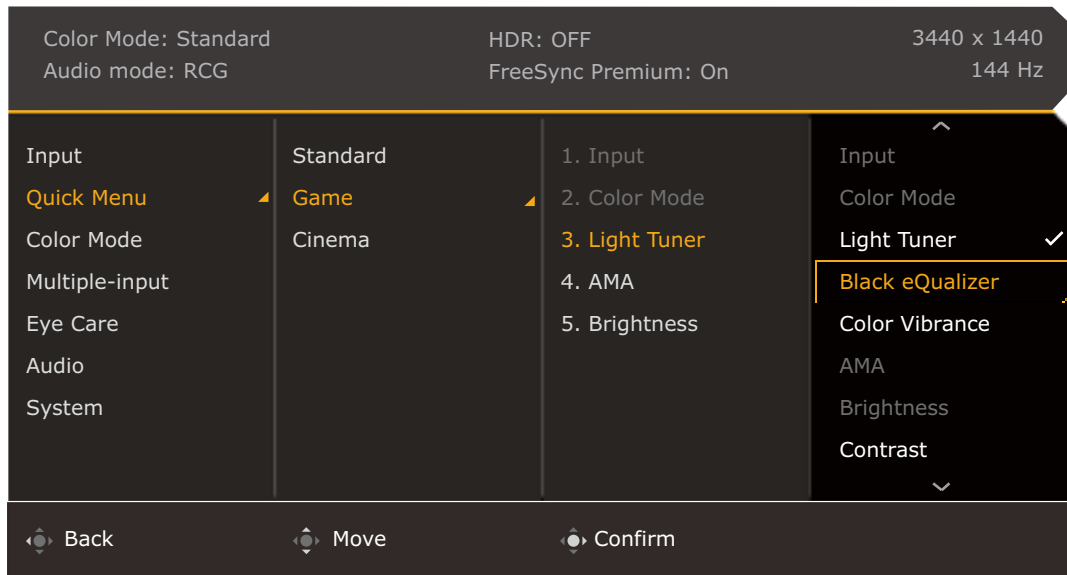 Color Mode: Standard
HDR: OFF
3440 x 1440
Audio mode: RCG
FreeSync Premium: On
144 Hz
Input
Quick Menu
Color Mode
Multiple-input
Eye Care
Audio
System
Standard
Game
Cinema
1. Input
2. Color Mode
3. Light Tuner
4. AMA
5. Brightness
Input
Color Mode
Light Tuner
Black eQualizer
Color Vibrance
AMA
Brightness
Contrast
Back
Move
Confirm